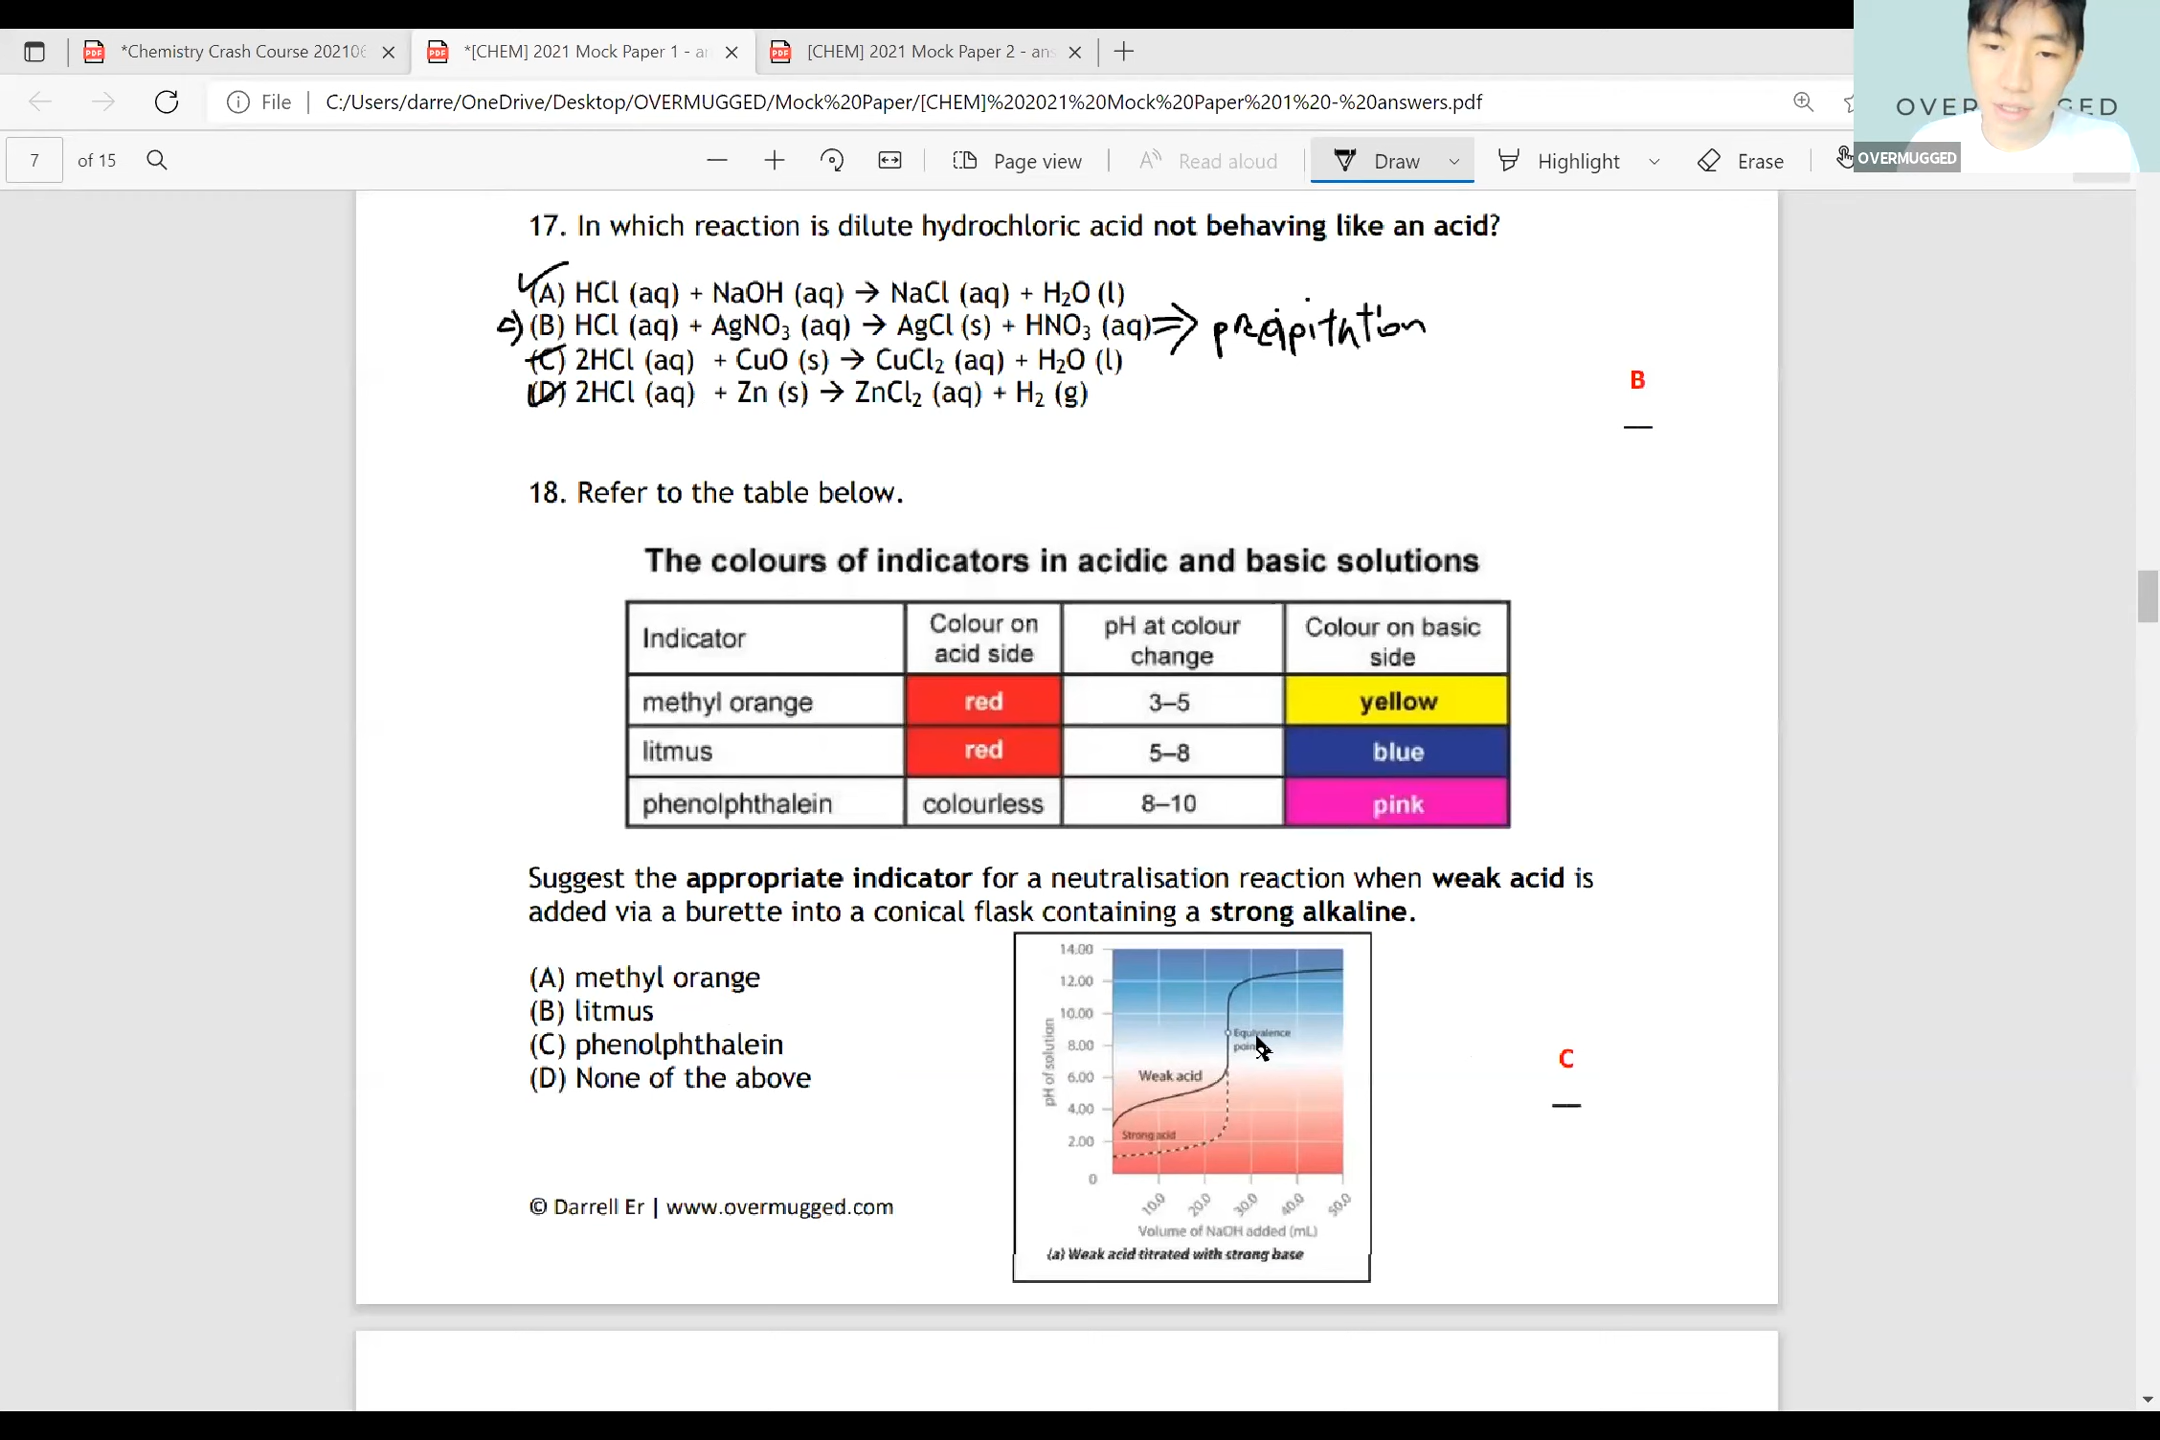 *Chemistry Crash Course 202106
*[CHEM] 2021 Mock Paper 1 - an
[CHEM] 2021 Mock Paper 2 - ans
File
C:/Users/darre/OneDrive/Desktop/OVERMUGGED/Mock%20Paper/[CHEM]%202021%20Mock%20Paper%201%20-%20answers.pdf
OVER GED
7 of 15
Page view
Read aloud
Draw
Highlight
Erase
OVERMUGGED
17. In which reaction is dilute hydrochloric acid not behaving like an acid?
(A) HCl (aq) + NaOH (aq) → NaCl (aq) + H₂O (l)
(B) HCl (aq) + AgNO₃ (aq) → AgCl (s) + HNO₃ (aq) ⇒ precipitation
(C) 2HCl (aq) + CuO (s) → CuCl₂ (aq) + H₂O (l)
(D) 2HCl (aq) + Zn (s) → ZnCl₂ (aq) + H₂ (g)
B
18. Refer to the table below.
The colours of indicators in acidic and basic solutions
Indicator Colour on acid side pH at colour change Colour on basic side
methyl orange red 3–5 yellow
litmus red 5–8 blue
phenolphthalein colourless 8–10 pink
Suggest the appropriate indicator for a neutralisation reaction when weak acid is
added via a burette into a conical flask containing a strong alkaline.
(A) methyl orange
(B) litmus
(C) phenolphthalein
(D) None of the above
14.00
12.00
10.00
8.00
6.00
4.00
2.00
0
pH of solution
Equivalence
Weak acid
Strong acid
10.0 20.0 30.0 40.0 50.0
Volume of NaOH added (mL)
(a) Weak acid titrated with strong base
C
© Darrell Er | www.overmugged.com